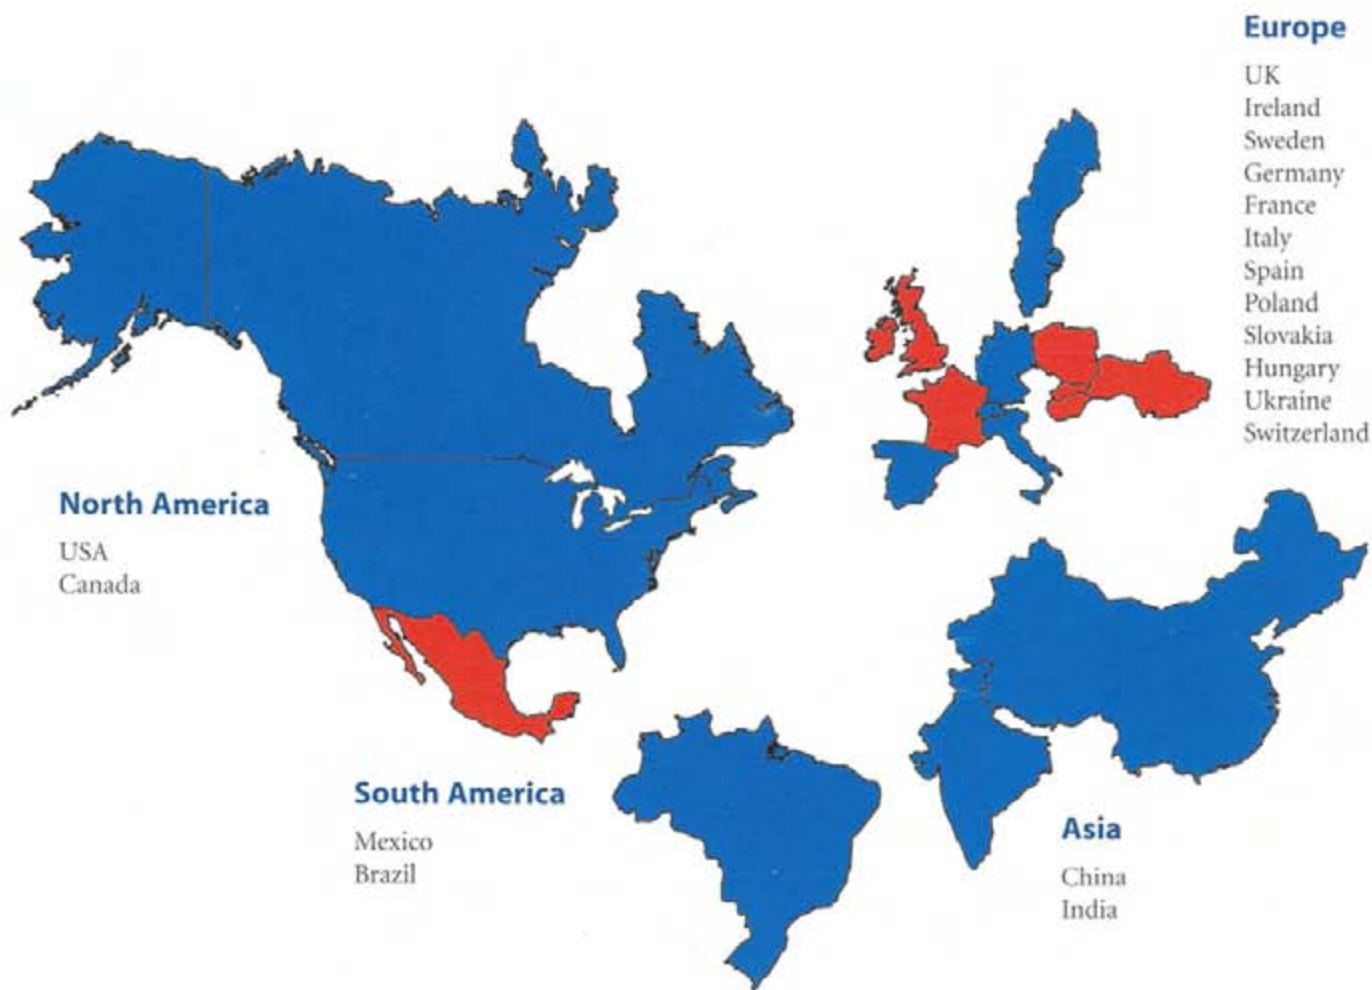 Europe
UK
Ireland
Sweden
Germany
France
Italy
Spain
Poland
Slovakia
Hungary
Ukraine
Switzerland
North America
USA
Canada
South America
Mexico
Brazil
Asia
China
India